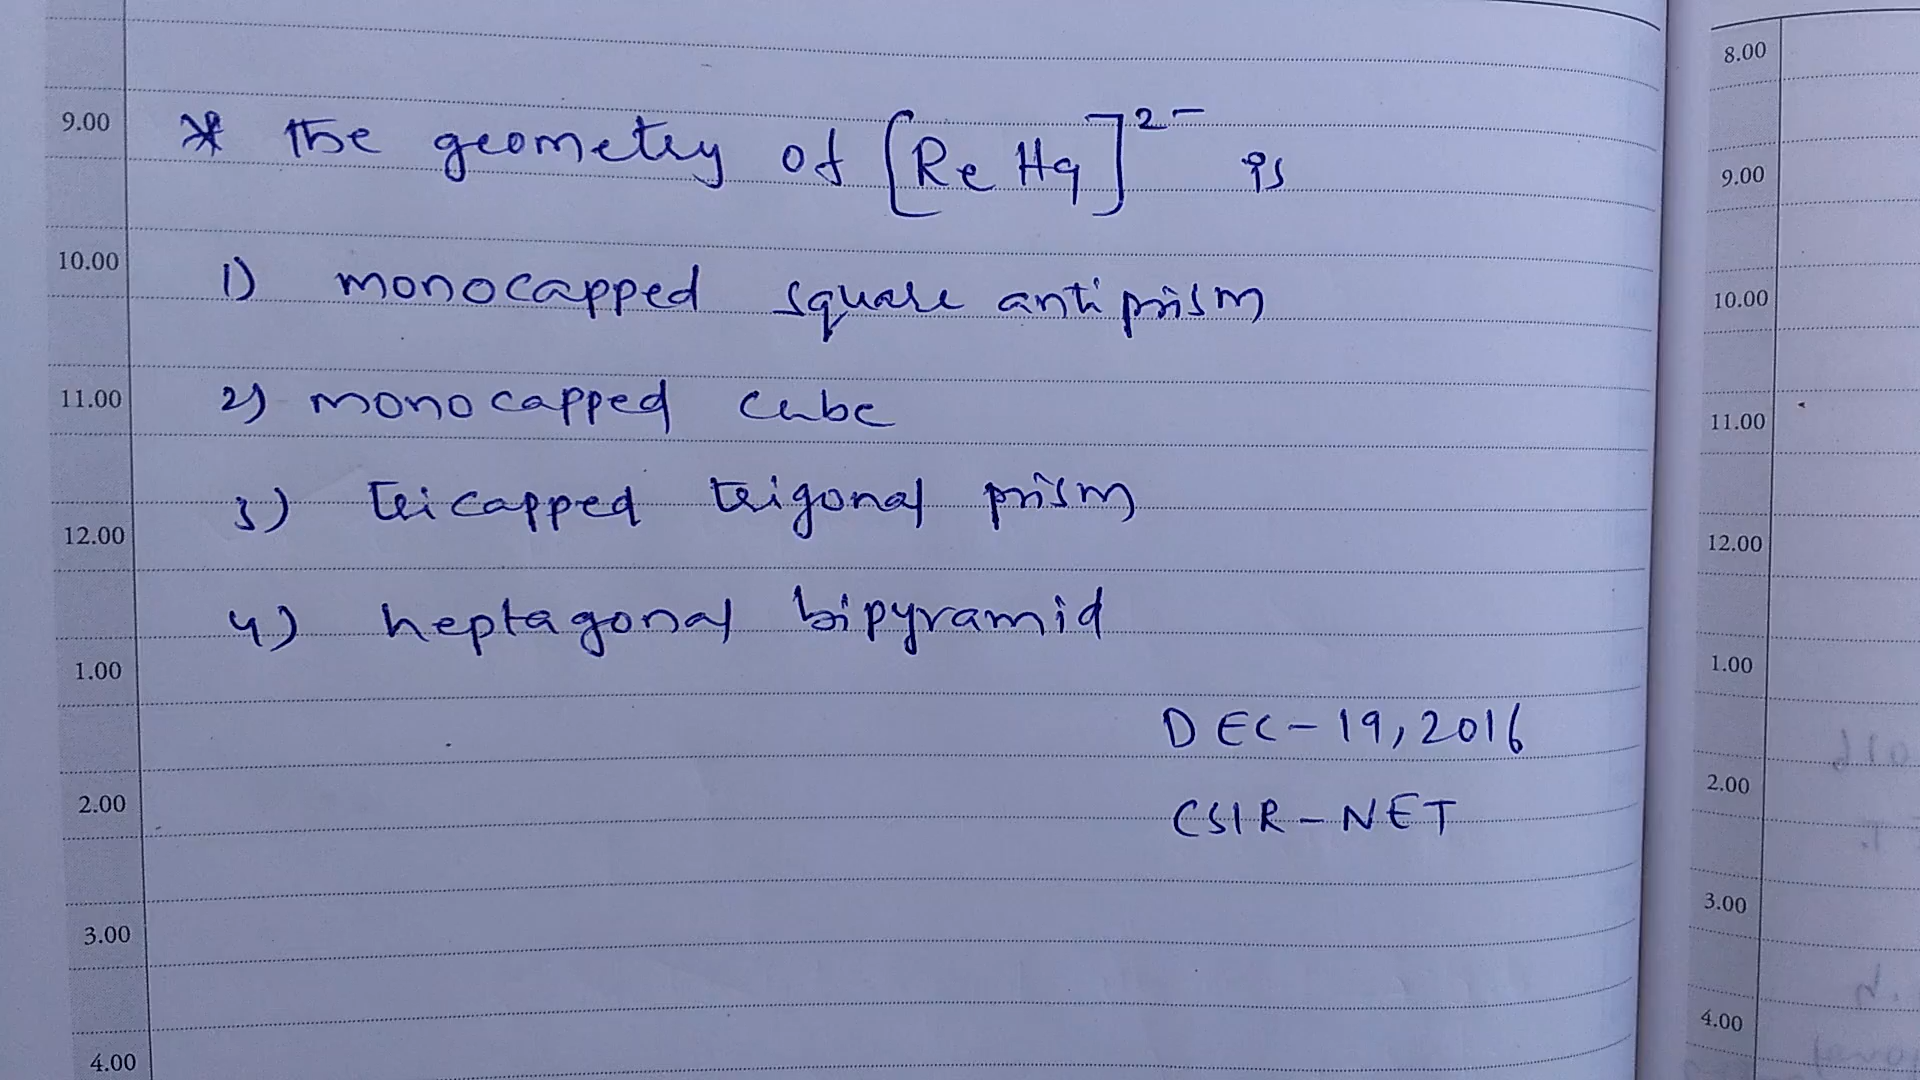 9.00 * the geometry of [Re H9]2- is
10.00 1) monocapped square antiprism
11.00 2) monocapped cube
3) tricapped trigonal prism
12.00
4) heptagonal bipyramid
1.00
DEC-19,2016
2.00 CSIR-NET
3.00
4.00
8.00
9.00
10.00
11.00
12.00
1.00
2.00
3.00
4.00